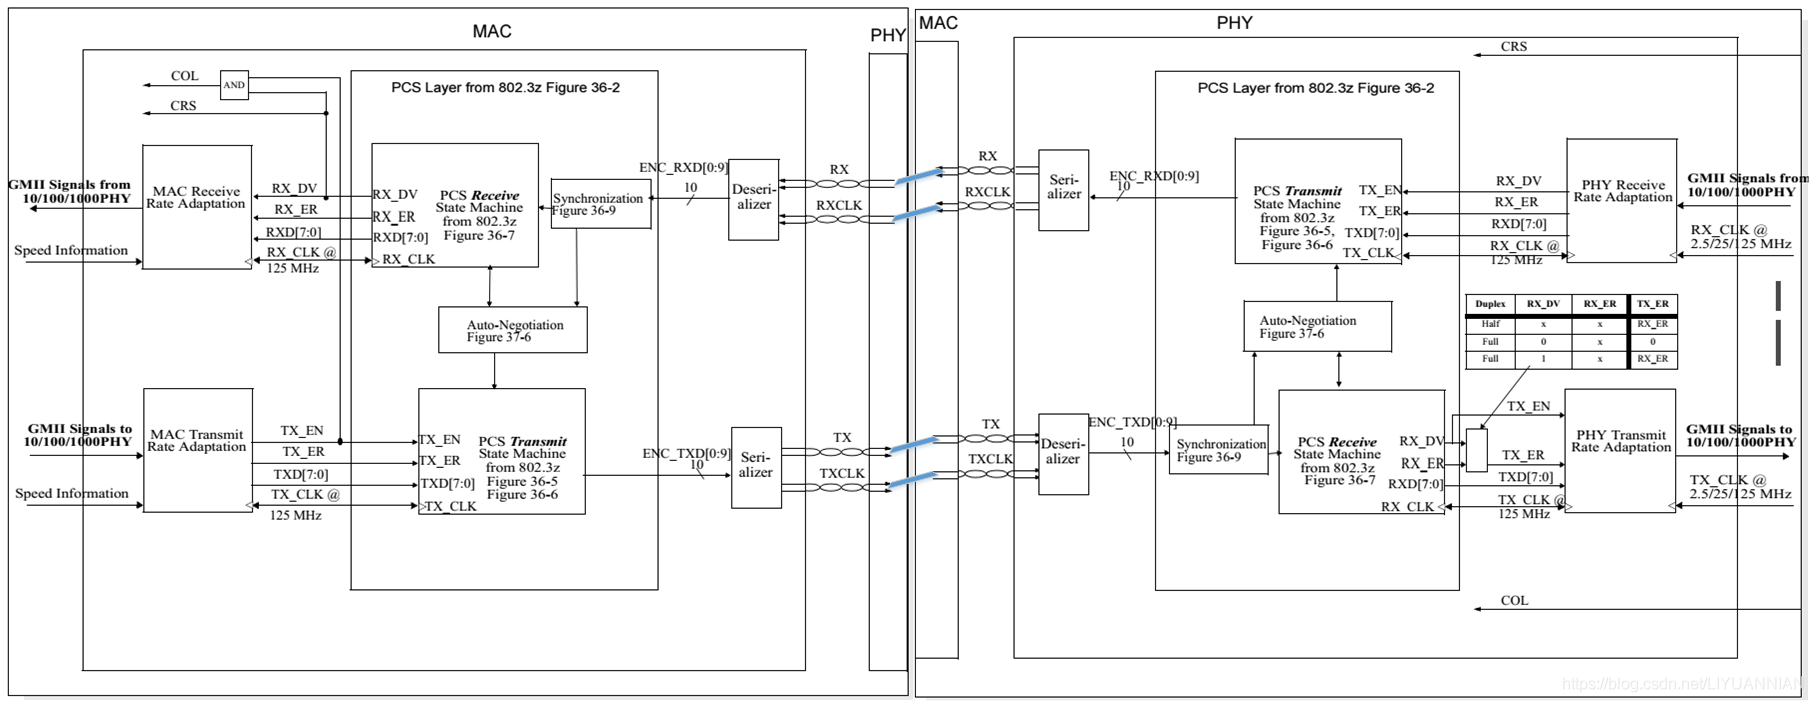 MAC
PHY
COL
AND
CRS
PCS Layer from 802.3z Figure 36-2
GMII Signals from
10/100/1000PHY
MAC Receive
Rate Adaptation
RX_DV
RX_ER
RXD[7:0]
RX_CLK @
125 MHz
Speed Information
RX_DV
RX_ER
RXD[7:0]
RX_CLK
PCS Receive
State Machine
from 802.3z
Figure 36-7
Synchronization
Figure 36-9
ENC_RXD[0:9]
10
Deseri-
alizer
RX
RXCLK
Auto-Negotiation
Figure 37-6
GMII Signals to
10/100/1000PHY
Speed Information
MAC Transmit
Rate Adaptation
TX_EN
TX_ER
TXD[7:0]
TX_CLK @
125 MHz
TX_EN
TX_ER
TXD[7:0]
TX_CLK
PCS Transmit
State Machine
from 802.3z
Figure 36-5
Figure 36-6
ENC_TXD[0:9]
10
Seri-
alizer
TX
TXCLK
MAC
PHY
CRS
PCS Layer from 802.3z Figure 36-2
RX
RXCLK
Seri-
alizer
ENC_RXD[0:9]
10
PCS Transmit
State Machine
from 802.3z
Figure 36-5,
Figure 36-6
TX_EN
TX_ER
TXD[7:0]
TX_CLK
RX_DV
RX_ER
RXD[7:0]
RX_CLK @
125 MHz
PHY Receive
Rate Adaptation
GMII Signals from
10/100/1000PHY
RX_CLK @
2.5/25/125 MHz
Auto-Negotiation
Figure 37-6
Duplex RX_DV RX_ER TX_ER
Half x x RX_ER
Full 0 x 0
Full 1 x RX_ER
TX
TXCLK
Deseri-
alizer
ENC_TXD[0:9]
10
Synchronization
Figure 36-9
PCS Receive
State Machine
from 802.3z
Figure 36-7
RX_DV
RX_ER
RXD[7:0]
RX_CLK
TX_EN
TX_ER
TXD[7:0]
TX_CLK @
125 MHz
PHY Transmit
Rate Adaptation
GMII Signals to
10/100/1000PHY
TX_CLK @
2.5/25/125 MHz
COL
https://blog.csdn.net/LIYUANNIAN